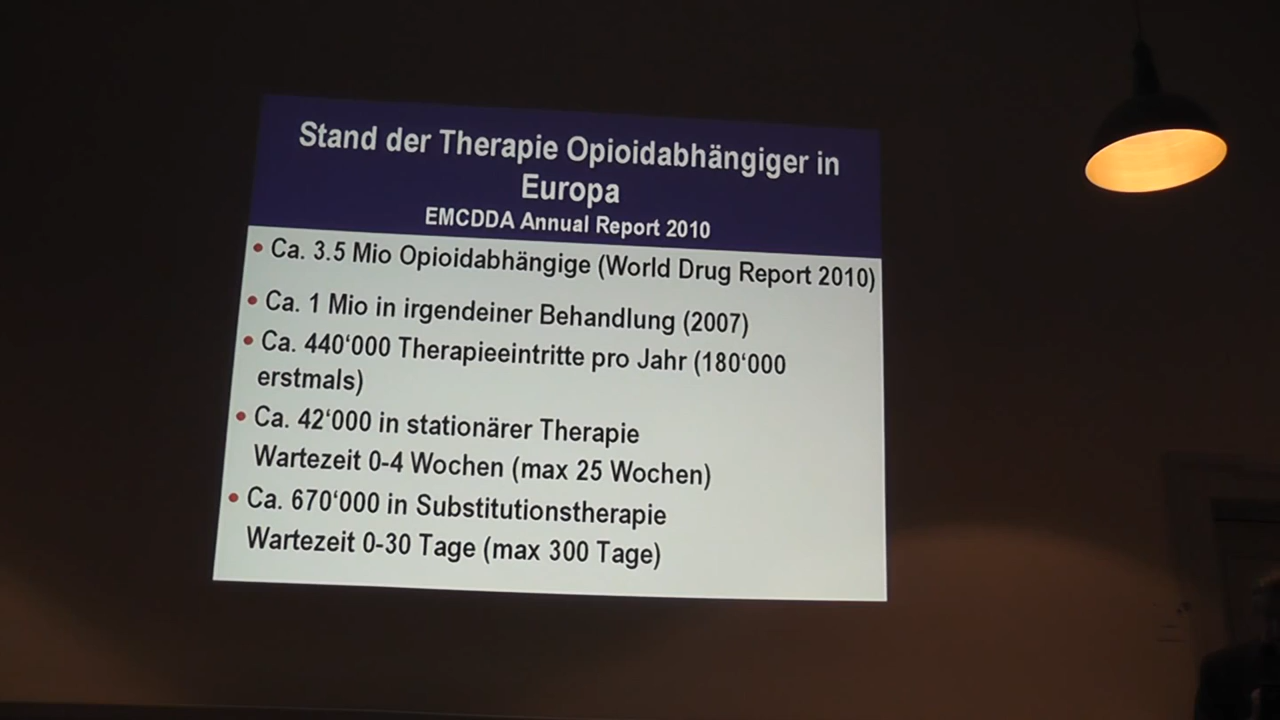 Stand der Therapie Opioidabhängiger in
Europa
EMCDDA Annual Report 2010
• Ca. 3.5 Mio Opioidabhängige (World Drug Report 2010)
• Ca. 1 Mio in irgendeiner Behandlung (2007)
• Ca. 440‘000 Therapieeintritte pro Jahr (180‘000
erstmals)
• Ca. 42‘000 in stationärer Therapie
Wartezeit 0-4 Wochen (max 25 Wochen)
• Ca. 670‘000 in Substitutionstherapie
Wartezeit 0-30 Tage (max 300 Tage)